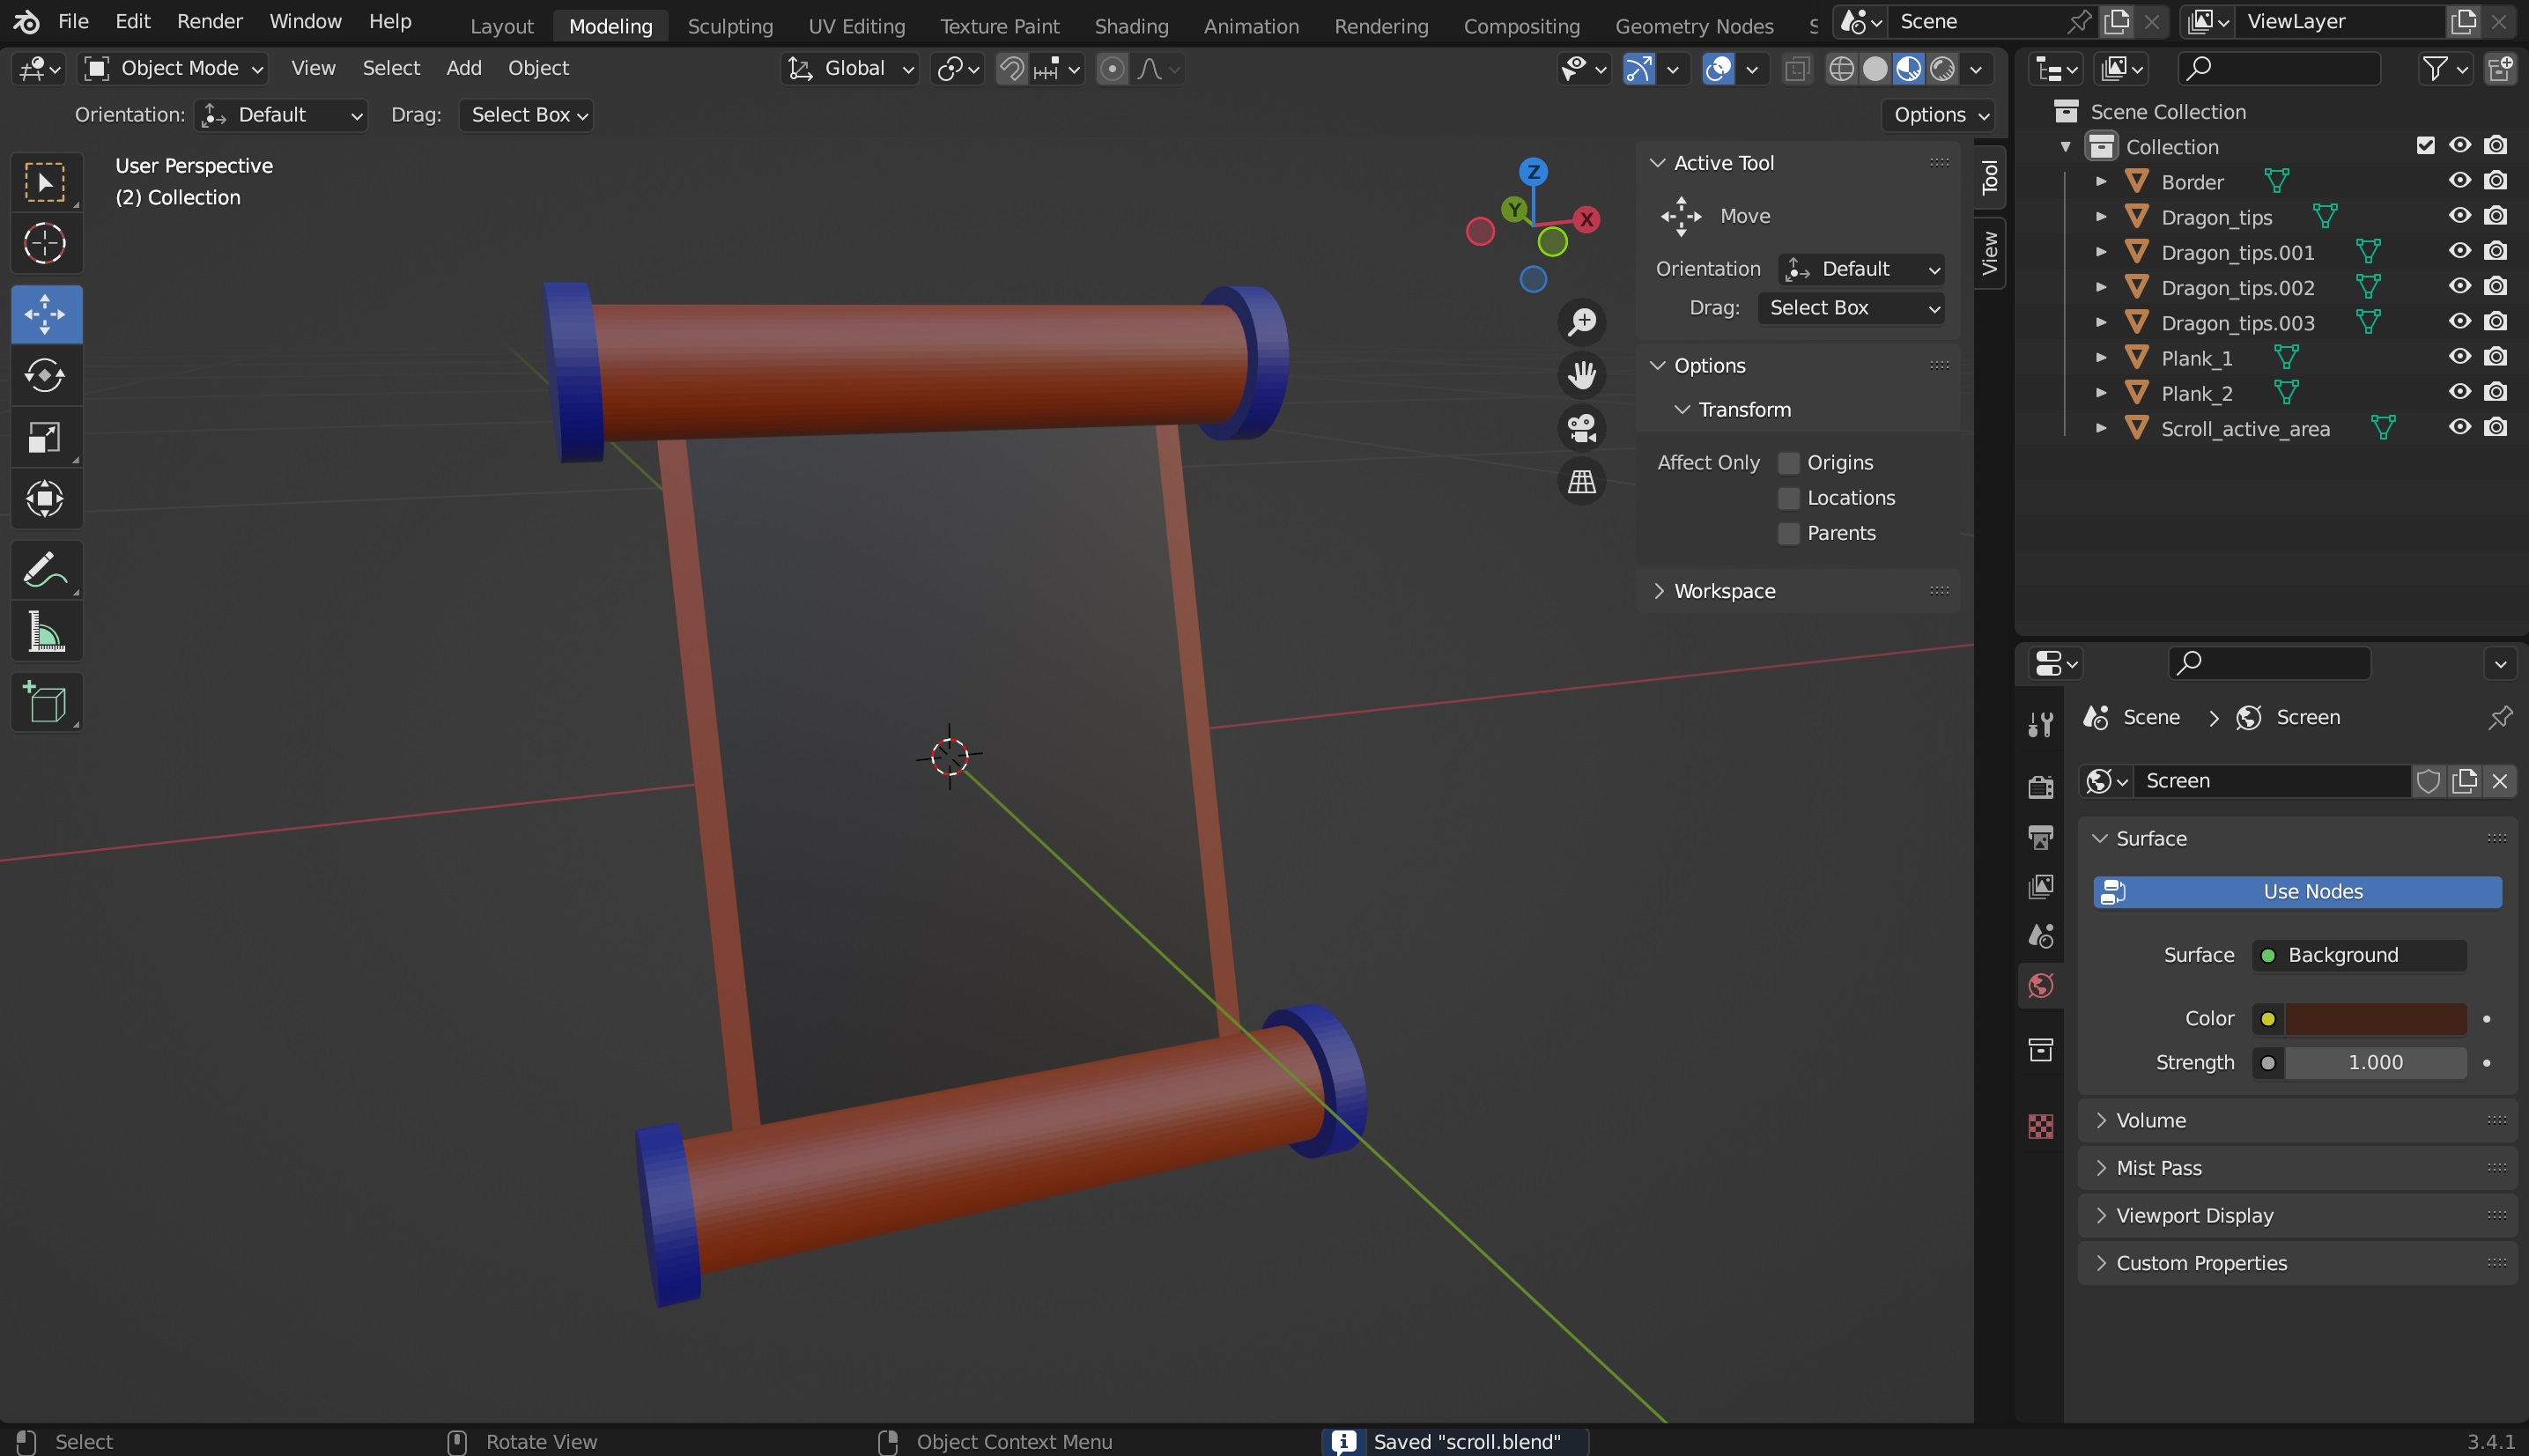 File Edit Render Window Help Layout Modeling Sculpting UV Editing Texture Paint Shading Animation Rendering Compositing Geometry Nodes Scene ViewLayer
Object Mode View Select Add Object Global
Orientation: Default Drag: Select Box Options
User Perspective
(2) Collection
Z
Y
X
Active Tool
Move
Orientation Default
Drag: Select Box
Options
Transform
Affect Only Origins
Locations
Parents
Workspace
Tool
View
Scene Collection
Collection
Border
Dragon_tips
Dragon_tips.001
Dragon_tips.002
Dragon_tips.003
Plank_1
Plank_2
Scroll_active_area
Scene > Screen
Screen
Surface
Use Nodes
Surface Background
Color
Strength 1.000
Volume
Mist Pass
Viewport Display
Custom Properties
Select Rotate View Object Context Menu Saved "scroll.blend" 3.4.1